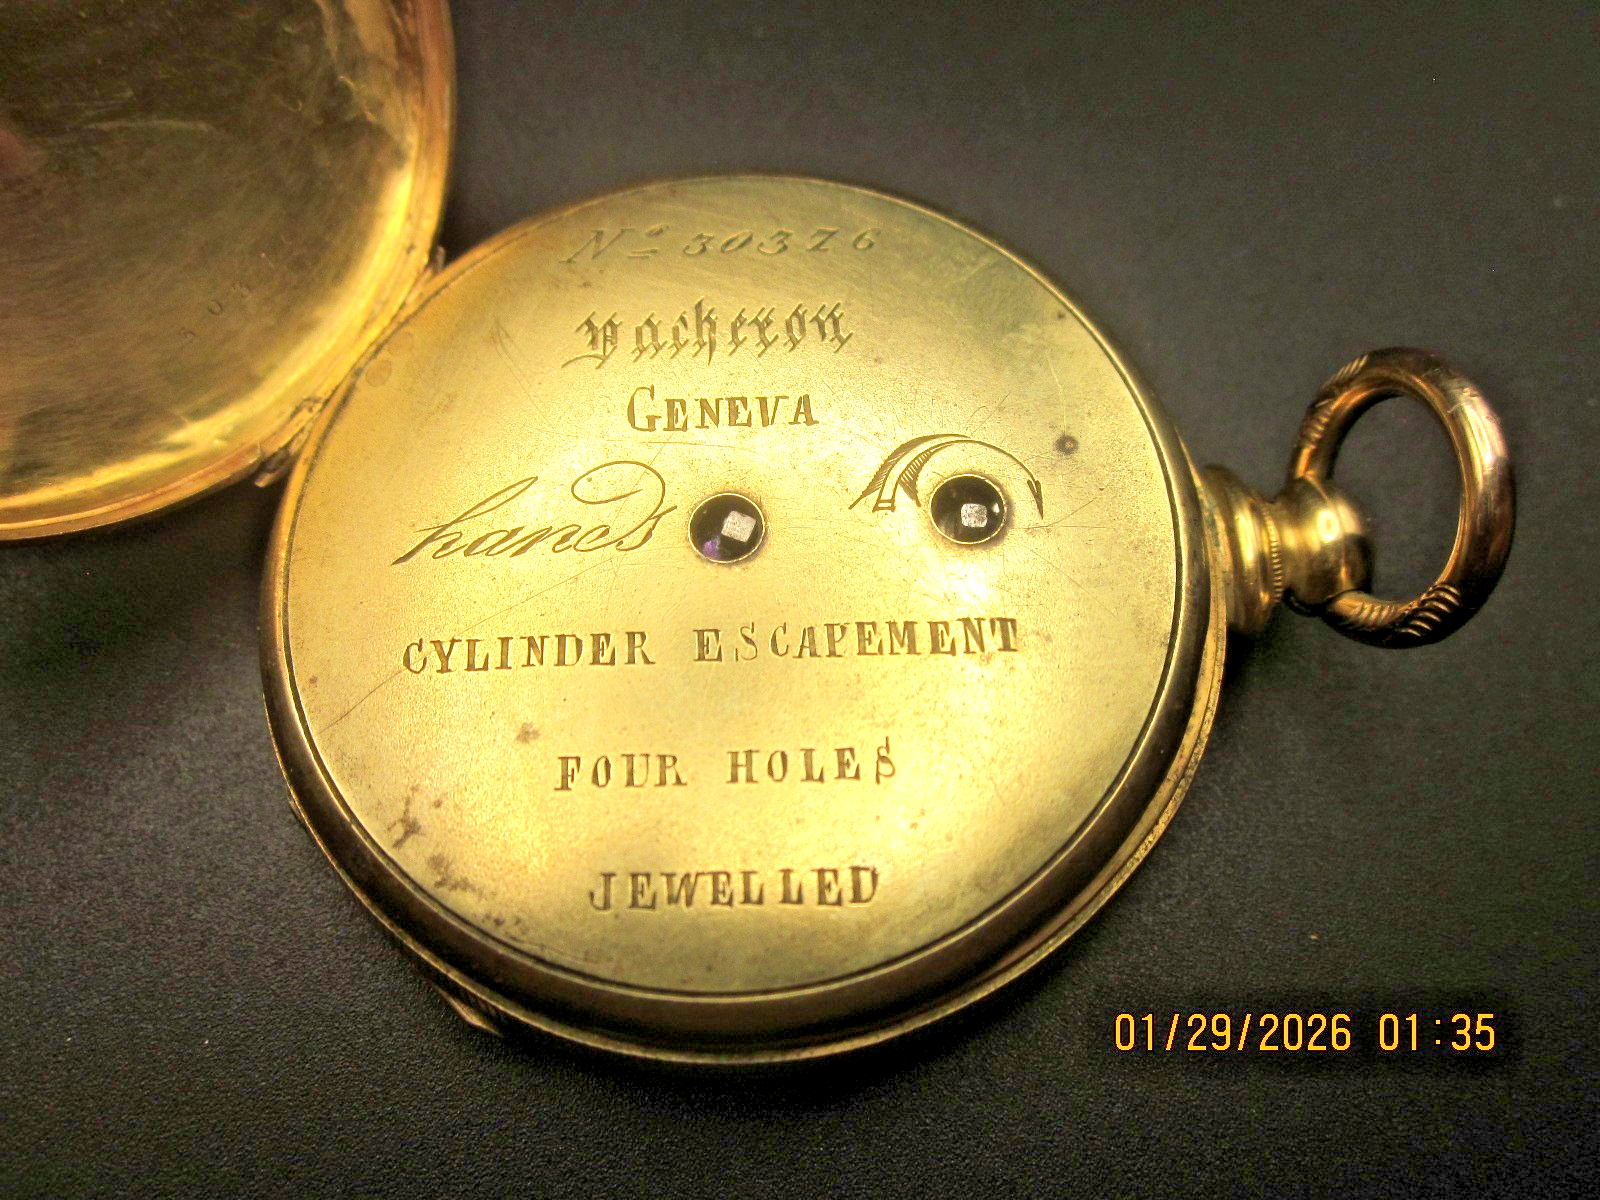 Nº 30376
Vacheron
GENEVA
hands
CYLINDER ESCAPEMENT
FOUR HOLES
JEWELLED
01/29/2026 01:35